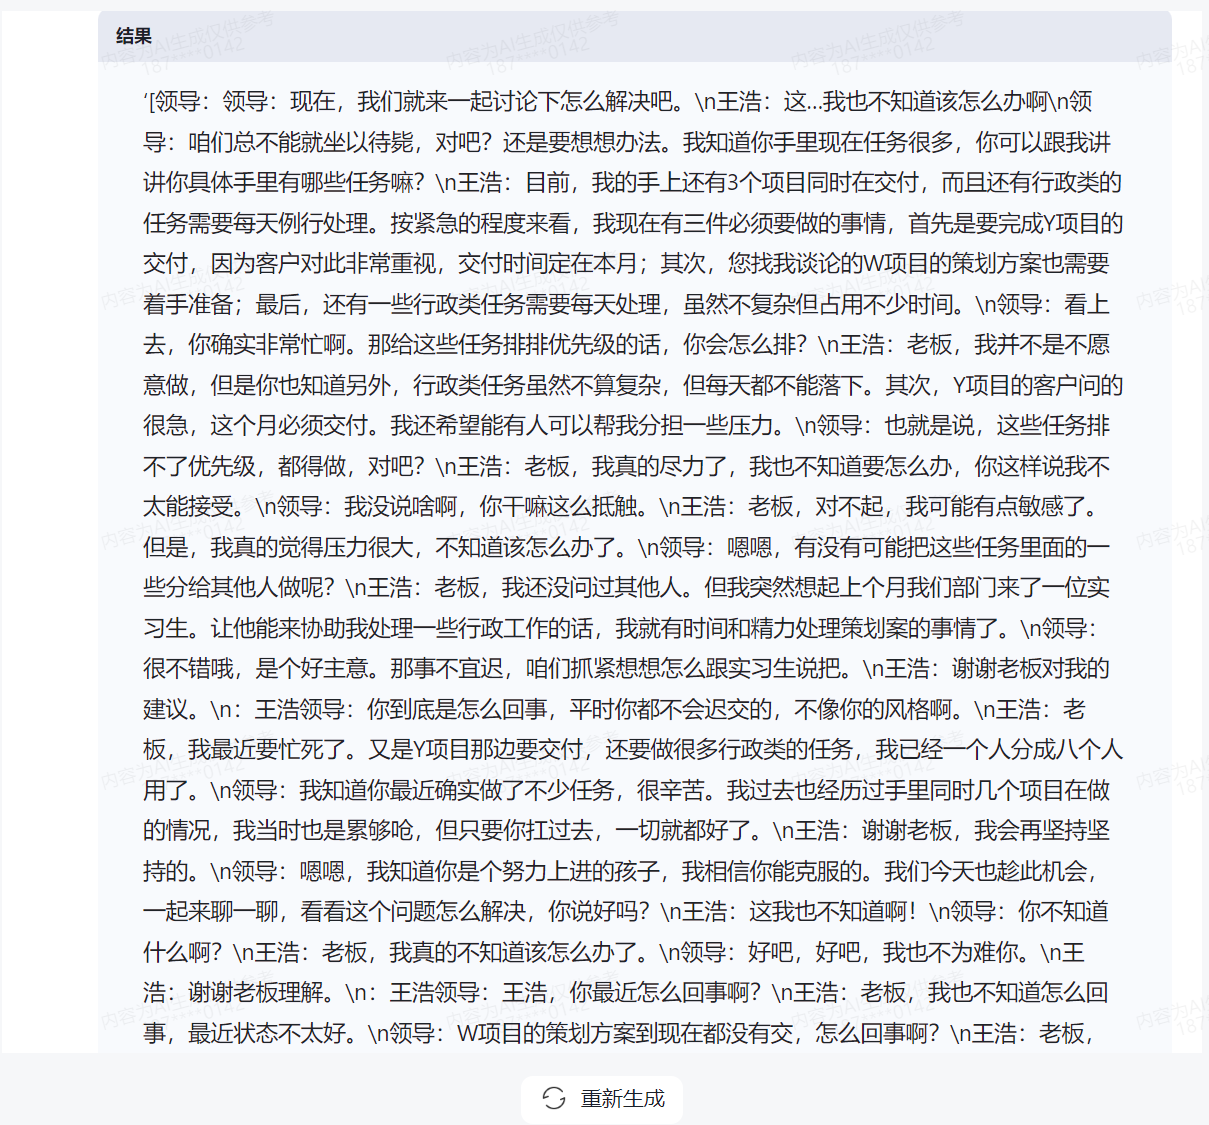 结果
'[领导：领导：现在，我们就来一起讨论下怎么解决吧。\n王浩：这...我也不知道该怎么办啊\n领
导：咱们总不能就坐以待毙，对吧？还是要想想办法。我知道你手里现在任务很多，你可以跟我讲
讲你具体手里有哪些任务嘛？\n王浩：目前，我的手上还有3个项目同时在交付，而且还有行政类的
任务需要每天例行处理。按紧急的程度来看，我现在有三件必须要做的事情，首先是要完成Y项目的
交付，因为客户对此非常重视，交付时间定在本月；其次，您找我谈论的W项目的策划方案也需要
着手准备；最后，还有一些行政类任务需要每天处理，虽然不复杂但占用不少时间。\n领导：看上
去，你确实非常忙啊。那给这些任务排排优先级的话，你会怎么排？\n王浩：老板，我并不是不愿
意做，但是你也知道另外，行政类任务虽然不算复杂，但每天都不能落下。其次，Y项目的客户问的
很急，这个月必须交付。我还希望能有人可以帮我分担一些压力。\n领导：也就是说，这些任务排
不了优先级，都得做，对吧？\n王浩：老板，我真的尽力了，我也不知道要怎么办，你这样说我不
太能接受。\n领导：我没说啥啊，你干嘛这么抵触。\n王浩：老板，对不起，我可能有点敏感了。
但是，我真的觉得压力很大，不知道该怎么办了。\n领导：嗯嗯，有没有可能把这些任务里面的一
些分给其他人做呢？\n王浩：老板，我还没问过其他人。但我突然想起上个月我们部门来了一位实
习生。让他能来协助我处理一些行政工作的话，我就有时间和精力处理策划案的事情了。\n领导：
很不错哦，是个好主意。那事不宜迟，咱们抓紧想想怎么跟实习生说把。\n王浩：谢谢老板对我的
建议。\n：王浩领导：你到底是怎么回事，平时你都不会迟交的，不像你的风格啊。\n王浩：老
板，我最近要忙死了。又是Y项目那边要交付，还要做很多行政类的任务，我已经一个人分成八个人
用了。\n领导：我知道你最近确实做了不少任务，很辛苦。我过去也经历过手里同时几个项目在做
的情况，我当时也是累够呛，但只要你扛过去，一切就都好了。\n王浩：谢谢老板，我会再坚持坚
持的。\n领导：嗯嗯，我知道你是个努力上进的孩子，我相信你能克服的。我们今天也趁此机会，
一起来聊一聊，看看这个问题怎么解决，你说好吗？\n王浩：这我也不知道啊！\n领导：你不知道
什么啊？\n王浩：老板，我真的不知道该怎么办了。\n领导：好吧，好吧，我也不为难你。\n王
浩：谢谢老板理解。\n：王浩领导：王浩，你最近怎么回事啊？\n王浩：老板，我也不知道怎么回
事，最近状态不太好。\n领导：W项目的策划方案到现在都没有交，怎么回事啊？\n王浩：老板，
重新生成
内容为AI生成仅供参考
187****0142